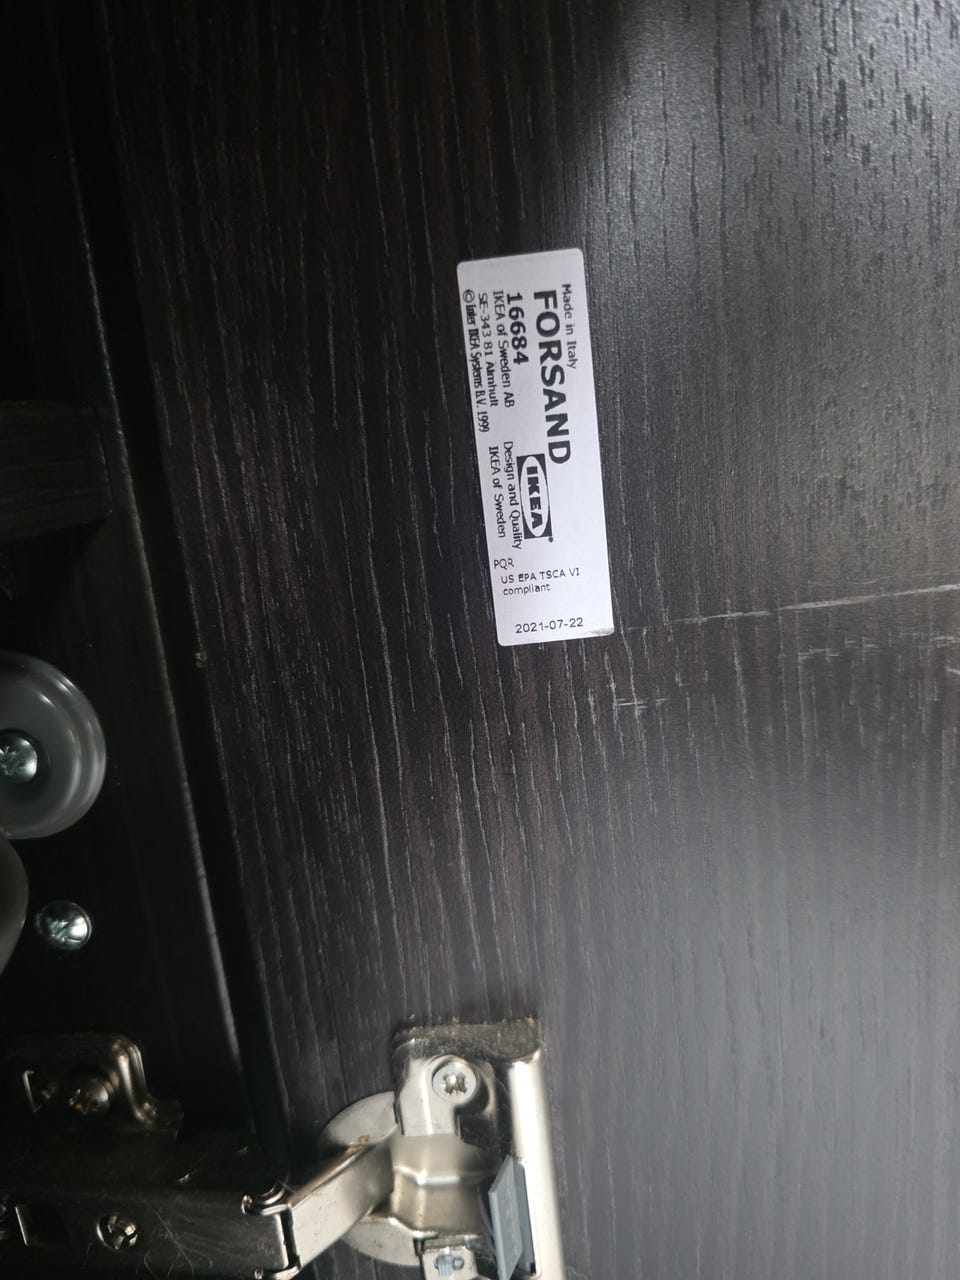 Made in Italy
FORSAND
16684
IKEA of Sweden AB
SE-343 81 Älmhult
© Inter IKEA Systems B.V. 1999
IKEA®
Design and Quality
IKEA of Sweden
PQR
US EPA TSCA VI
compliant
2021-07-22